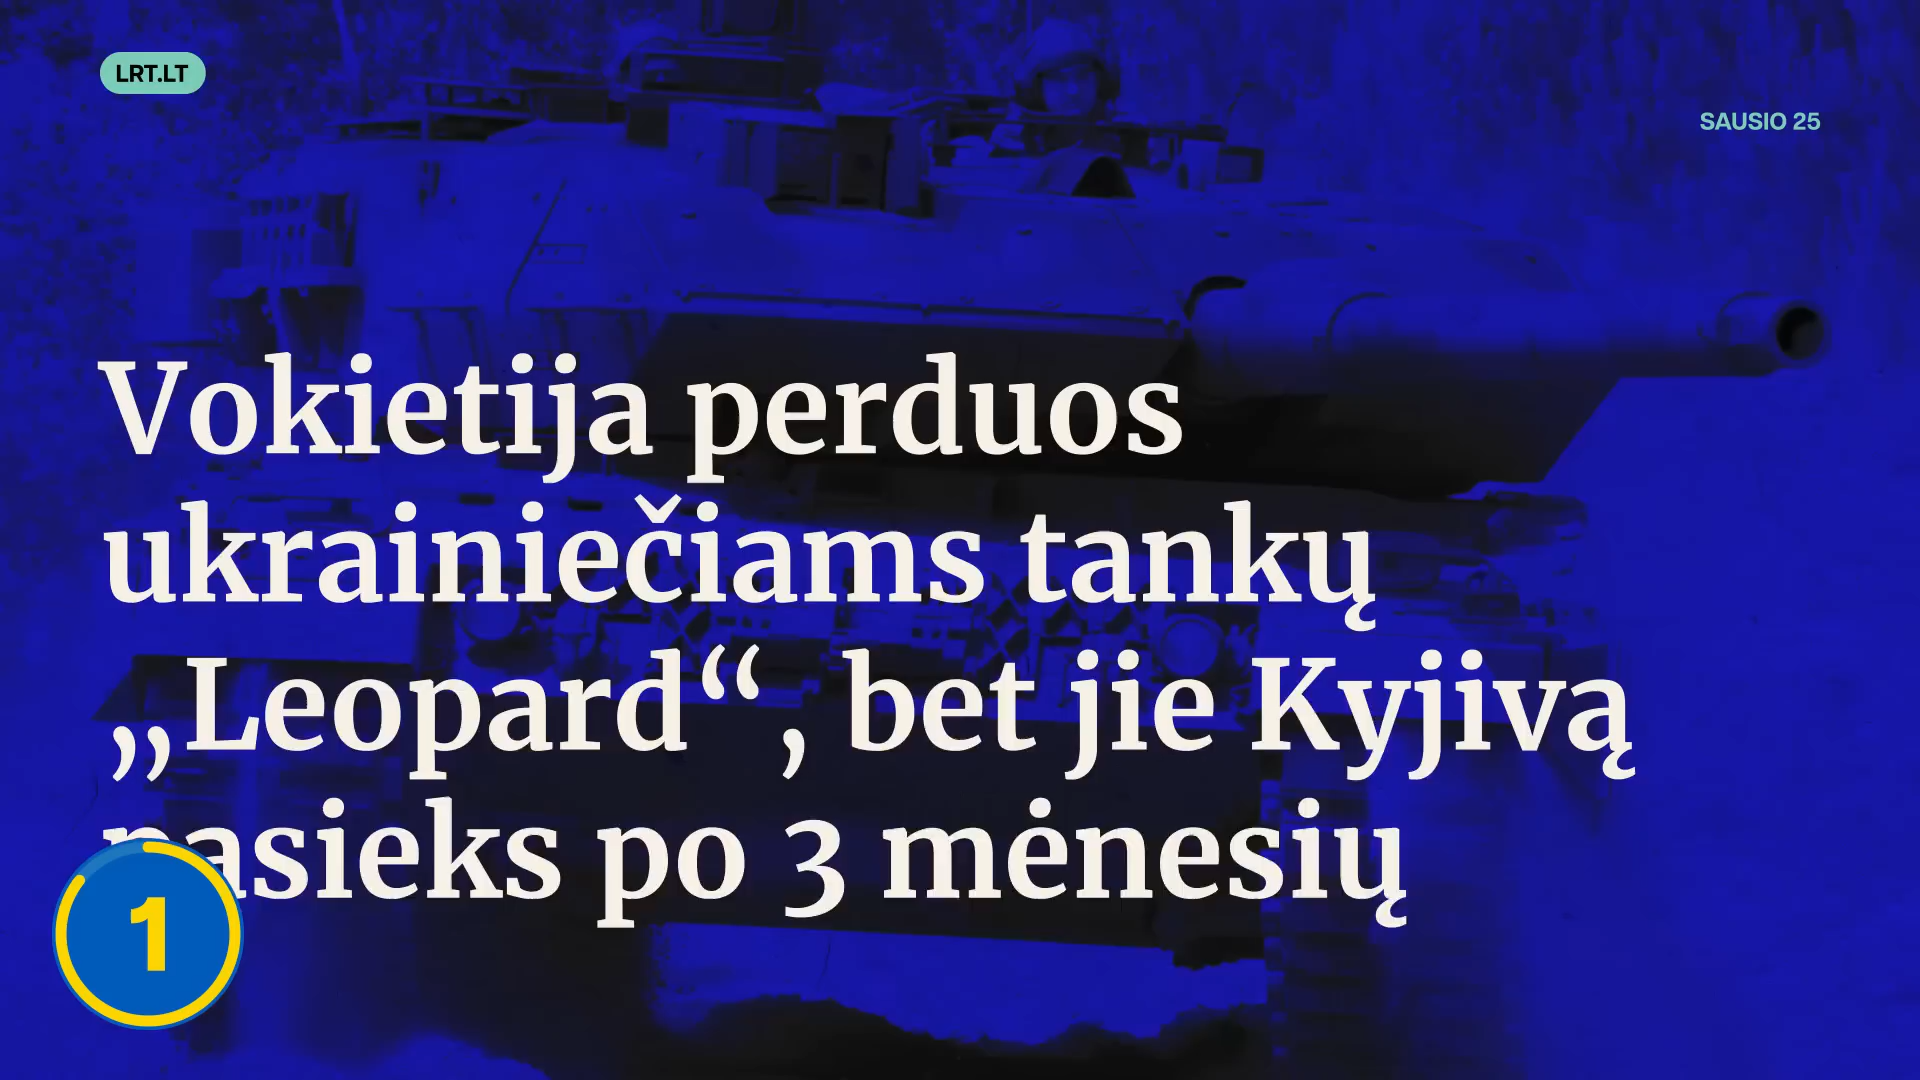 LRT.LT
SAUSIO 25
Vokietija perduos
ukrainiečiams tankų
„Leopard“, bet jie Kyjivą
pasieks po 3 mėnesių
1